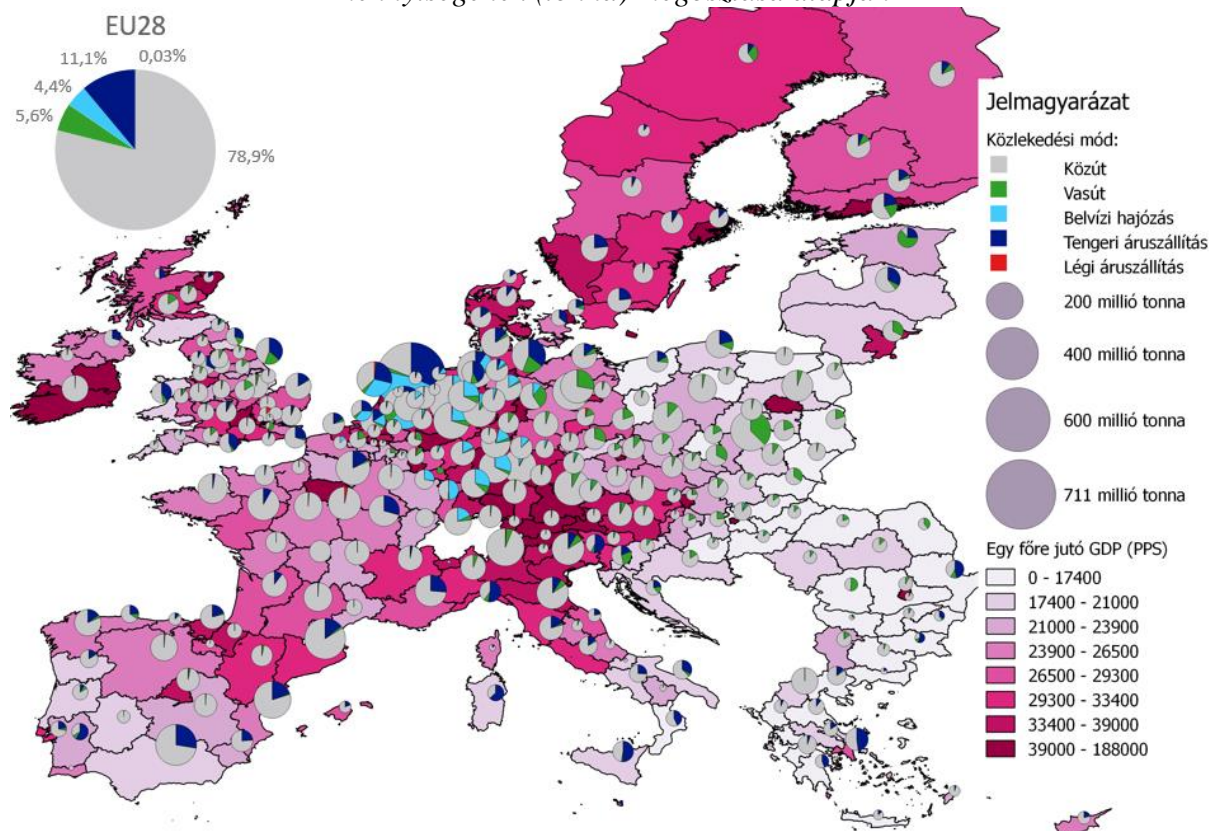 EU28
11,1%
0,03%
4,4%
5,6%
78,9%
Jelmagyarázat
Közlekedési mód:
Közút
Vasút
Belvízi hajózás
Tengeri áruszállítás
Légi áruszállítás
200 millió tonna
400 millió tonna
600 millió tonna
711 millió tonna
Egy főre jutó GDP (PPS)
0 - 17400
17400 - 21000
21000 - 23900
23900 - 26500
26500 - 29300
29300 - 33400
33400 - 39000
39000 - 188000